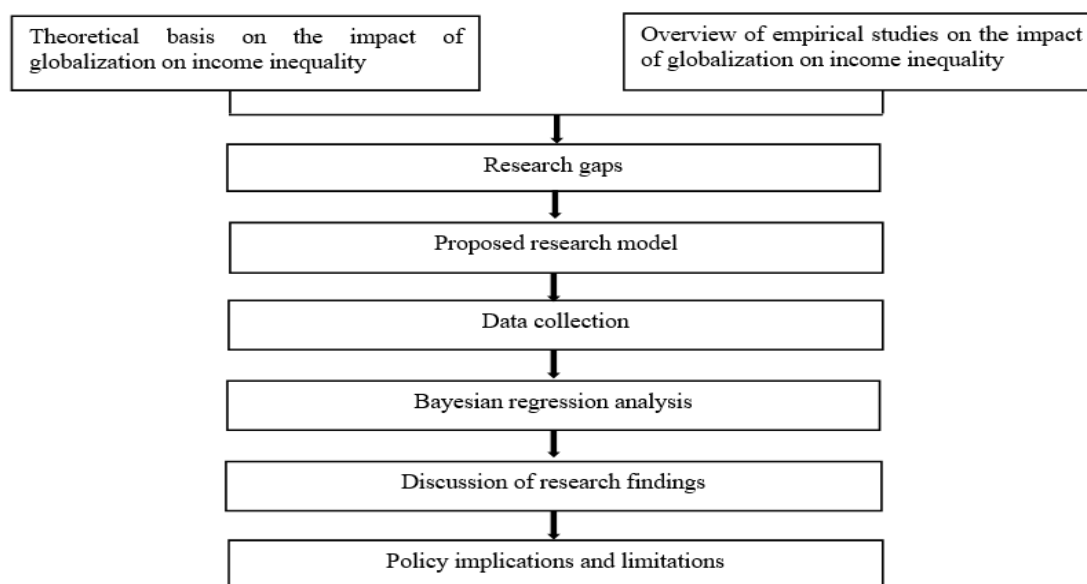 Theoretical basis on the impact of
globalization on income inequality
Overview of empirical studies on the impact
of globalization on income inequality
Research gaps
Proposed research model
Data collection
Bayesian regression analysis
Discussion of research findings
Policy implications and limitations